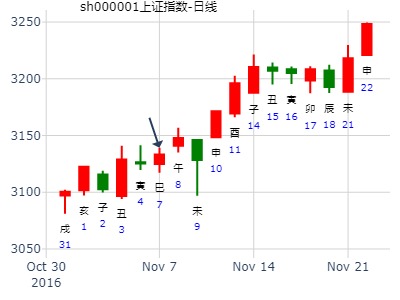 sh000001上证指数-日线
3250
3200
3150
3100
3050
戌
31
亥
1
子
2
丑
3
寅
4
巳
7
午
8
未
9
申
10
酉
11
子
14
丑
15
寅
16
卯
17
辰
18
未
21
申
22
Oct 30
2016
Nov 7
Nov 14
Nov 21